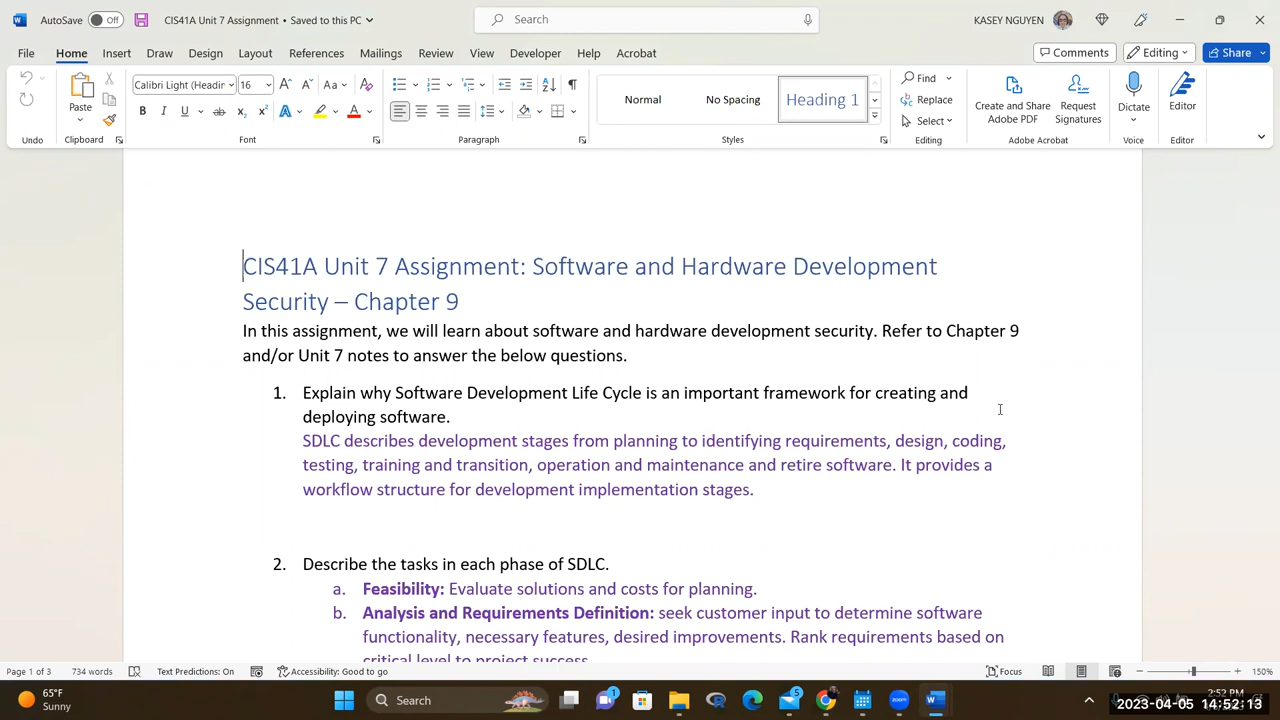 AutoSave Off CIS41A Unit 7 Assignment • Saved to this PC Search KASEY NGUYEN
File Home Insert Draw Design Layout References Mailings Review View Developer Help Acrobat Comments Editing Share
Calibri Light (Headin 16 Aa
Paste
Normal No Spacing Heading 1
Find
Replace
Select
Create and Share Adobe PDF
Request Signatures
Dictate
Editor
Undo Clipboard Font Paragraph Styles Editing Adobe Acrobat Voice Editor
CIS41A Unit 7 Assignment: Software and Hardware Development
Security – Chapter 9
In this assignment, we will learn about software and hardware development security. Refer to Chapter 9
and/or Unit 7 notes to answer the below questions.
1. Explain why Software Development Life Cycle is an important framework for creating and
deploying software.
SDLC describes development stages from planning to identifying requirements, design, coding,
testing, training and transition, operation and maintenance and retire software. It provides a
workflow structure for development implementation stages.
2. Describe the tasks in each phase of SDLC.
a. Feasibility: Evaluate solutions and costs for planning.
b. Analysis and Requirements Definition: seek customer input to determine software
functionality, necessary features, desired improvements. Rank requirements based on
critical level to project success.
Page 1 of 3 734 words Text Predictions: On Accessibility: Good to go Focus 150%
65°F
Sunny
Search
1
5
2:52 PM
2023-04-05 14:52:13